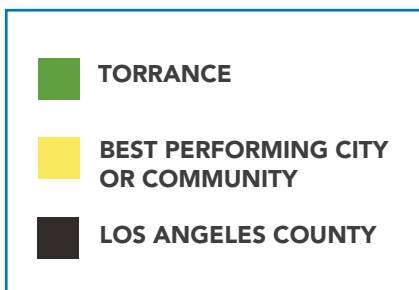 TORRANCE
BEST PERFORMING CITY
OR COMMUNITY
LOS ANGELES COUNTY